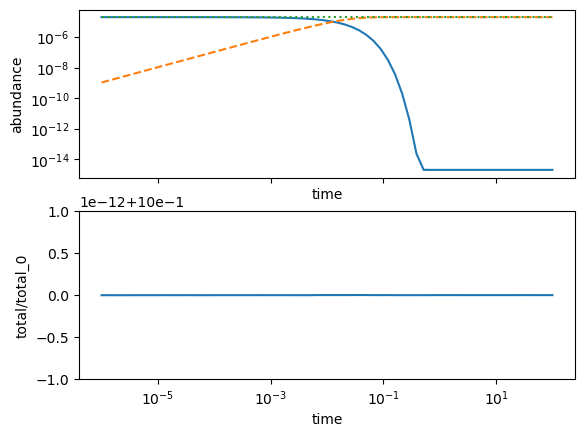 10⁻⁶
10⁻⁸
10⁻¹⁰
10⁻¹²
10⁻¹⁴
abundance
time
1e−12+10e−1
1.0
0.5
0.0
−0.5
−1.0
total/total_0
10⁻⁵ 10⁻³ 10⁻¹ 10¹
time